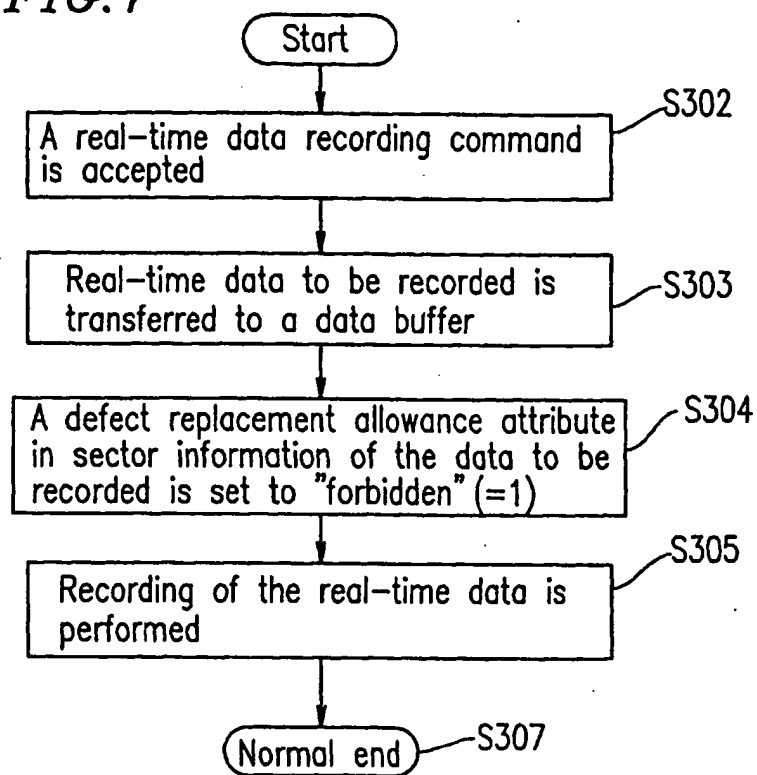 FIG. 7
Start
S302
A real-time data recording command
is accepted
Real-time data to be recorded is
transferred to a data buffer
S303
A defect replacement allowance attribute
in sector information of the data to be
recorded is set to "forbidden" (=1)
S304
S305
Recording of the real-time data is
performed
Normal end
S307